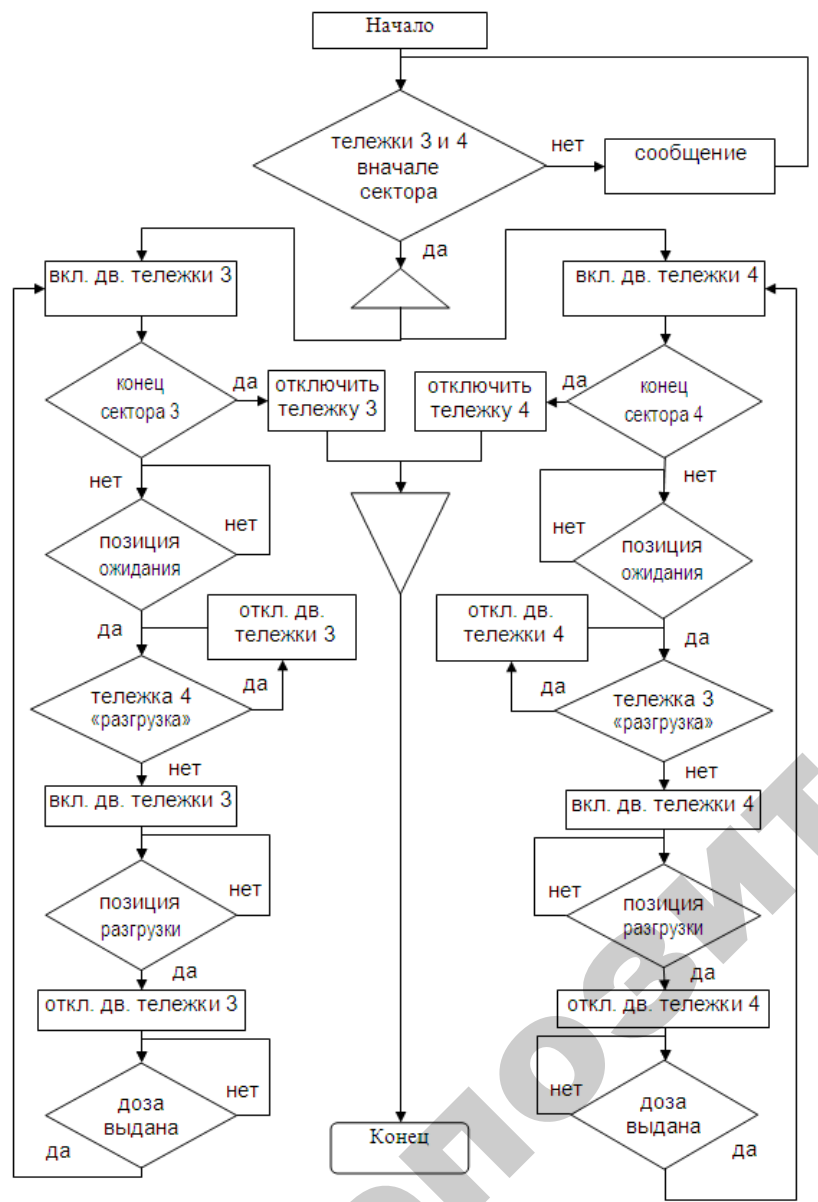 Начало
тележки 3 и 4
вначале
сектора
нет
сообщение
да
вкл. дв. тележки 3
вкл. дв. тележки 4
конец
сектора 3
да
отключить
тележку 3
отключить
тележку 4
да
конец
сектора 4
нет
нет
позиция
ожидания
нет
нет
позиция
ожидания
да
откл. дв.
тележки 3
откл. дв.
тележки 4
да
тележка 4
«разгрузка»
да
да
тележка 3
«разгрузка»
нет
нет
вкл. дв. тележки 3
вкл. дв. тележки 4
позиция
разгрузки
нет
нет
позиция
разгрузки
да
да
откл. дв. тележки 3
откл. дв. тележки 4
доза
выдана
нет
нет
доза
выдана
да
Конец
да
позит